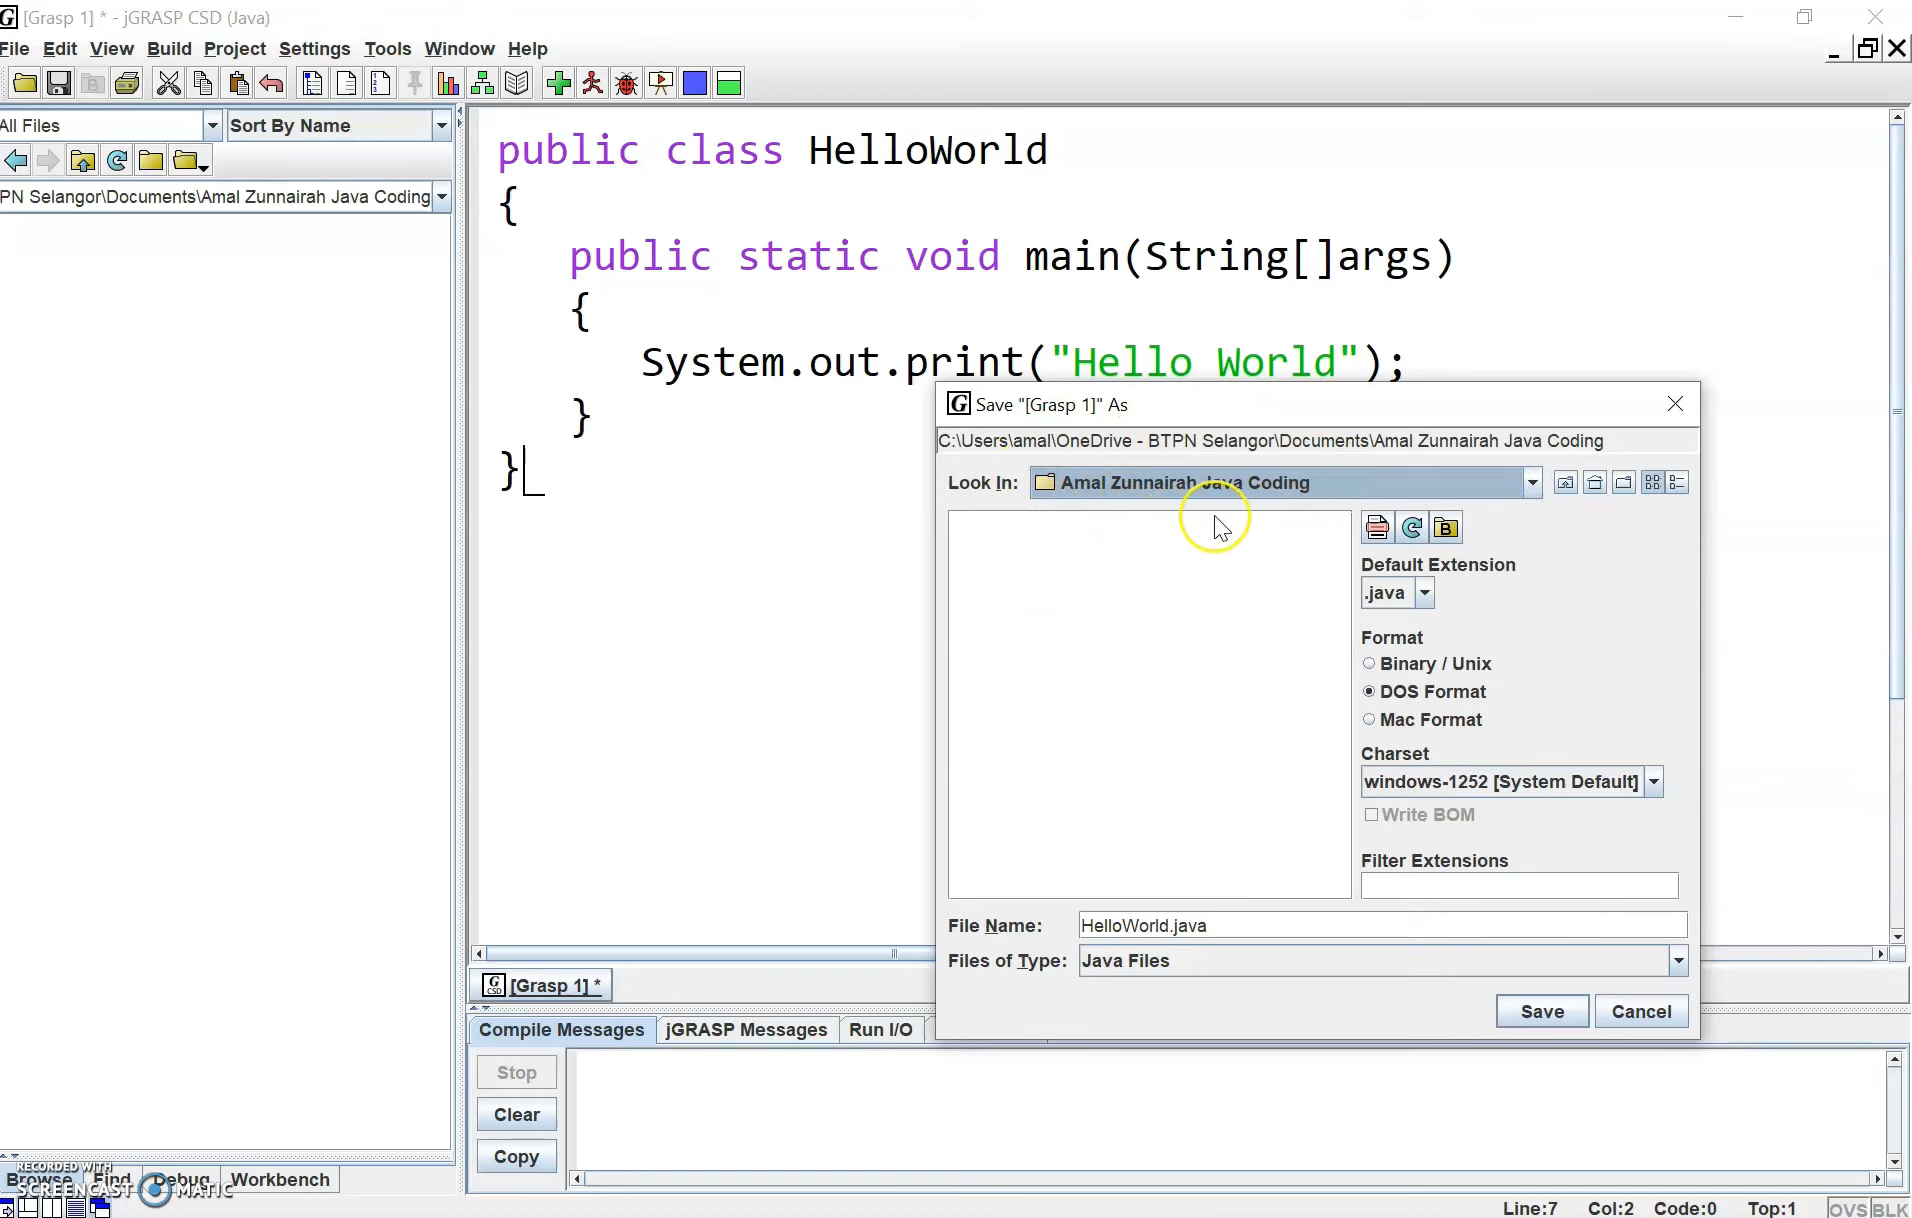 [Grasp 1] * - jGRASP CSD (Java)
File Edit View Build Project Settings Tools Window Help
All Files Sort By Name
PN Selangor\Documents\Amal Zunnairah Java Coding
public class HelloWorld
{
public static void main(String[]args)
{
System.out.print("Hello World");
}
}
Save "[Grasp 1]" As
C:\Users\amal\OneDrive - BTPN Selangor\Documents\Amal Zunnairah Java Coding
Look In: Amal Zunnairah Java Coding
B
Default Extension
.java
Format
Binary / Unix
DOS Format
Mac Format
Charset
windows-1252 [System Default]
Write BOM
Filter Extensions
File Name: HelloWorld.java
Files of Type: Java Files
Save Cancel
G CSD [Grasp 1] *
Compile Messages jGRASP Messages Run I/O
Stop
Clear
Copy
Browse Find Debug Workbench
RECORDED WITH
SCREENCAST MATIC
Line:7 Col:2 Code:0 Top:1 OVS BLK